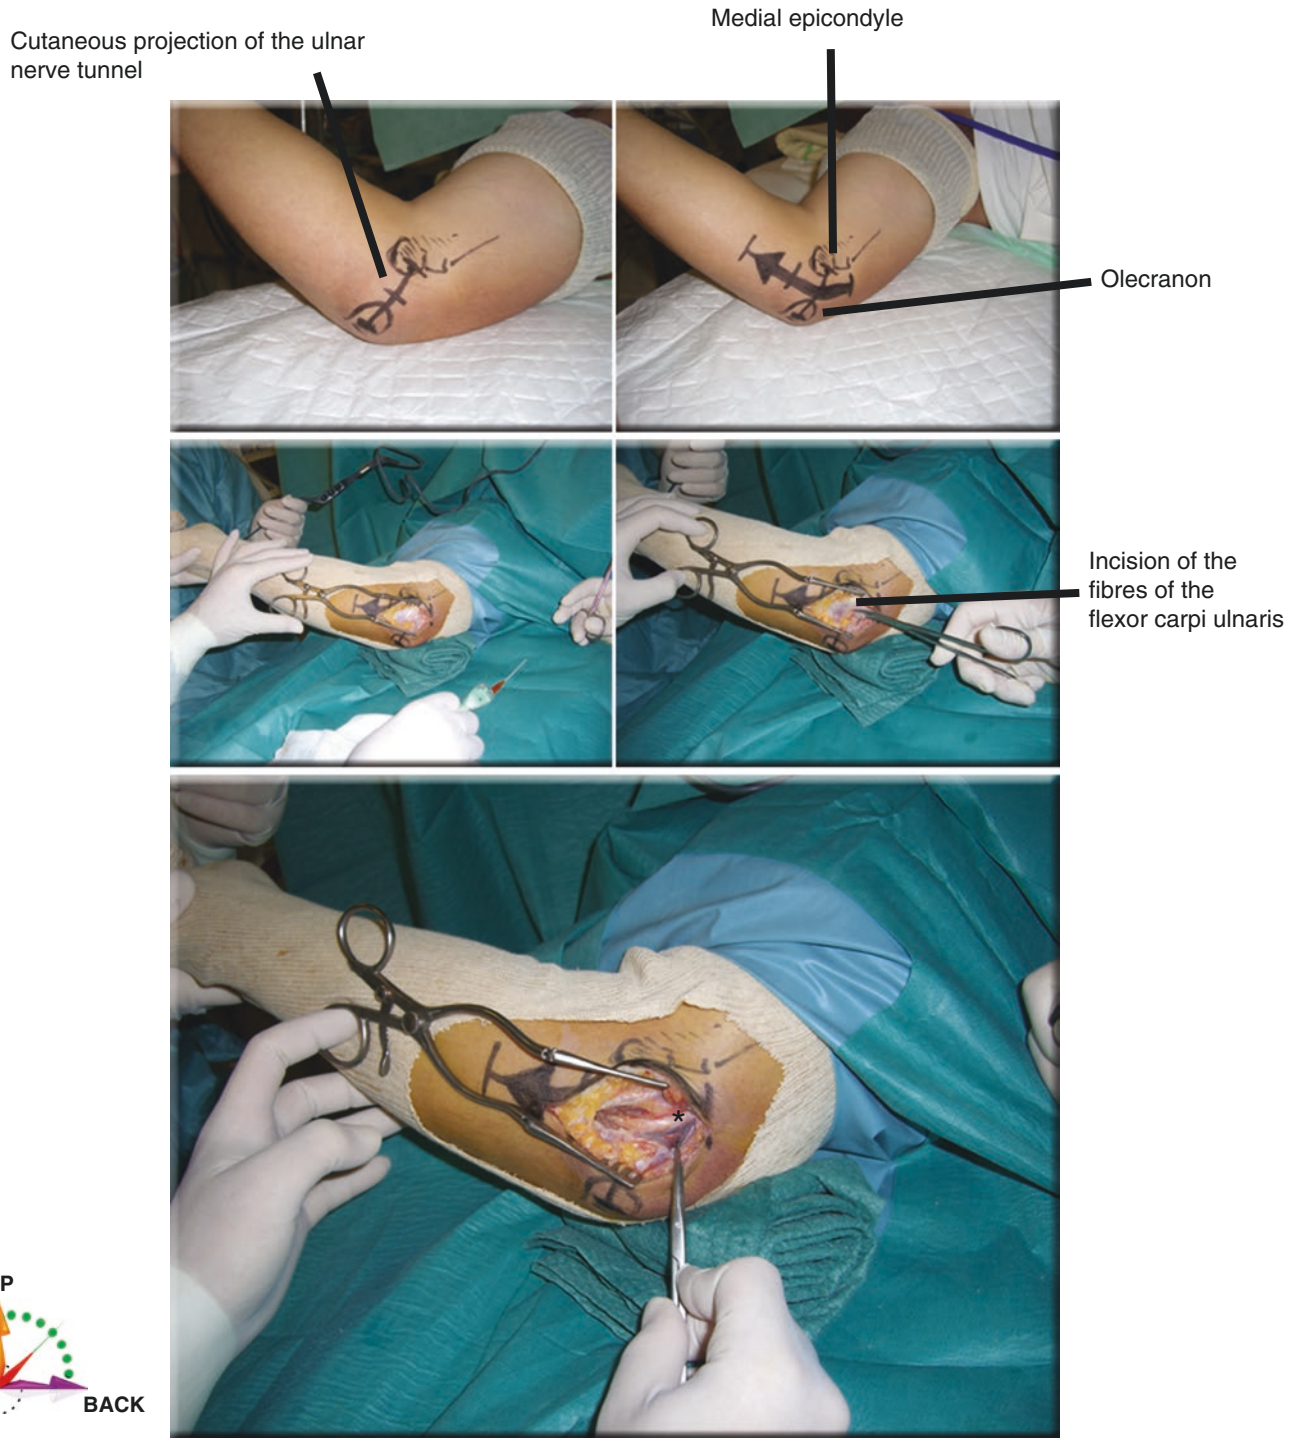 Medial epicondyle
Cutaneous projection of the ulnar
nerve tunnel
Olecranon
Incision of the
fibres of the
flexor carpi ulnaris
*
P
BACK